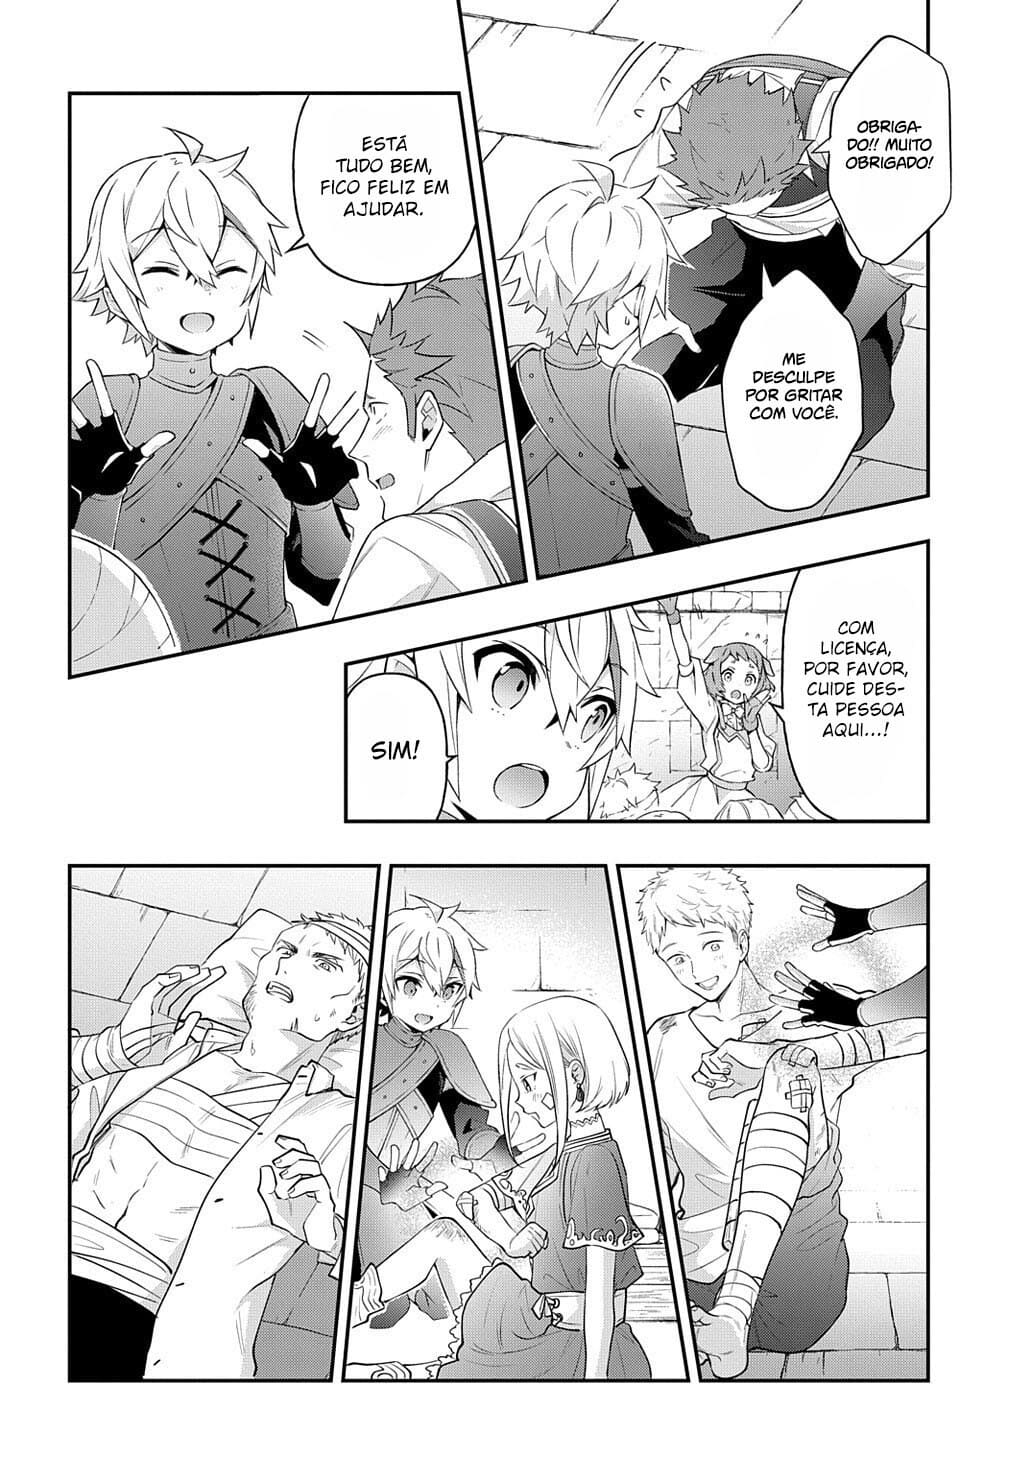 OBRIGA-
DO!! MUITO
OBRIGADO!
ME
DESCULPE
POR GRITAR
COM VOCÊ.
ESTÁ
TUDO BEM,
FICO FELIZ EM
AJUDAR.
COM
LICENÇA,
POR FAVOR,
CUIDE DES-
TA PESSOA
AQUI...!
SIM!